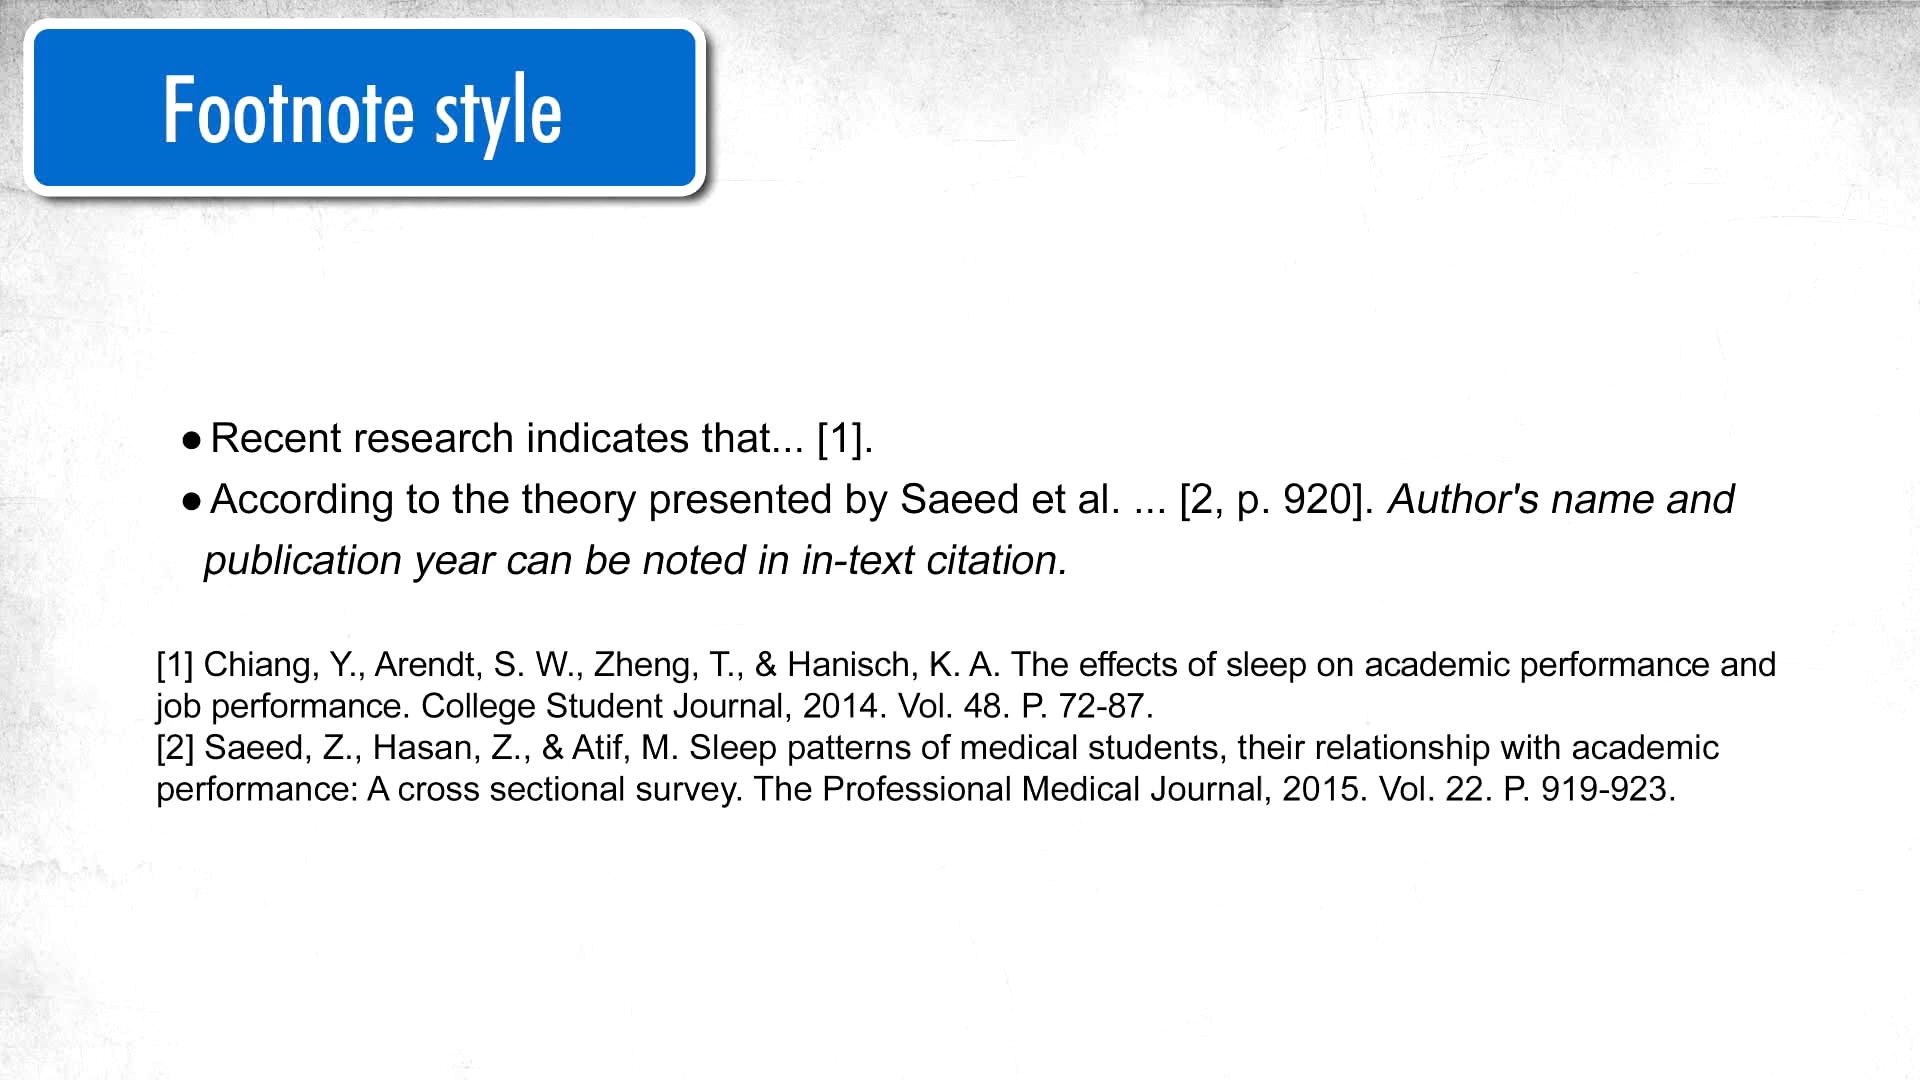 Footnote style
●Recent research indicates that... [1].
●According to the theory presented by Saeed et al. ... [2, p. 920]. Author's name and
publication year can be noted in in-text citation.
[1] Chiang, Y., Arendt, S. W., Zheng, T., & Hanisch, K. A. The effects of sleep on academic performance and
job performance. College Student Journal, 2014. Vol. 48. P. 72-87.
[2] Saeed, Z., Hasan, Z., & Atif, M. Sleep patterns of medical students, their relationship with academic
performance: A cross sectional survey. The Professional Medical Journal, 2015. Vol. 22. P. 919-923.